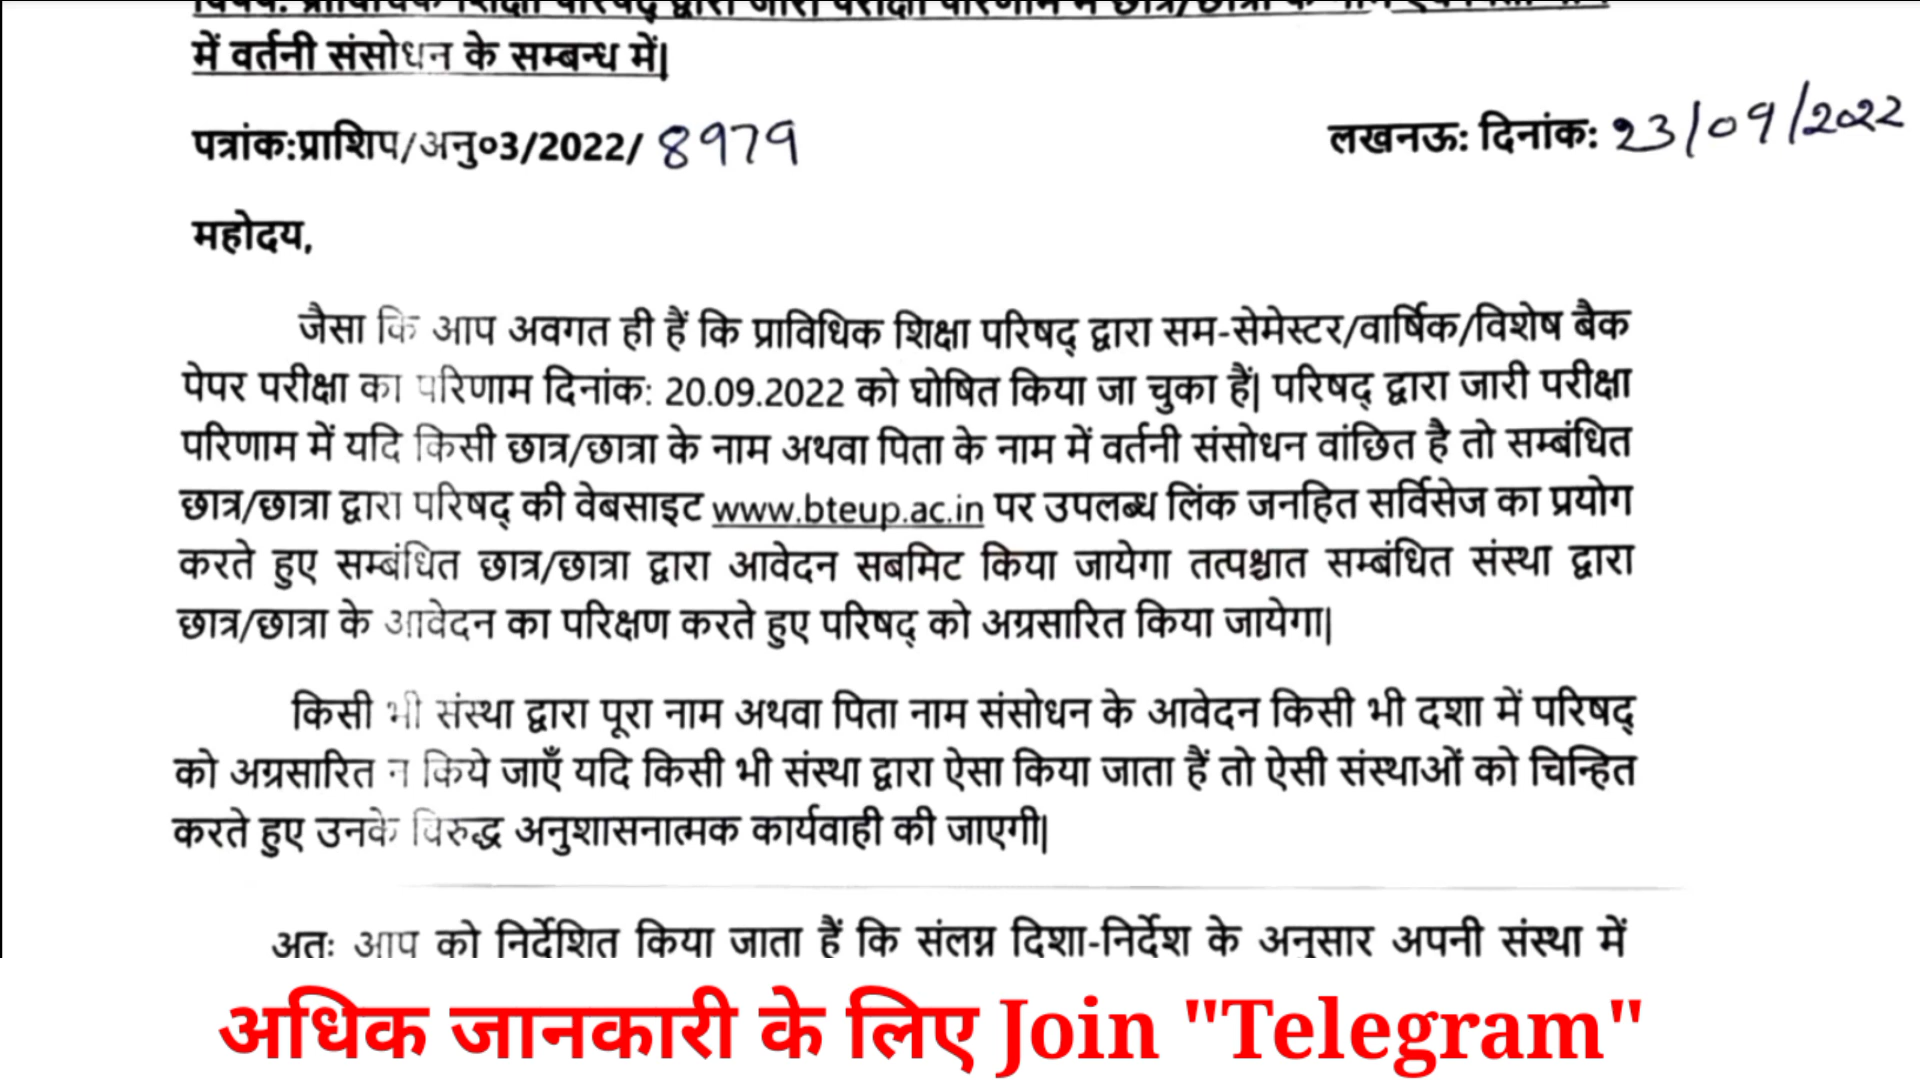 विषय: प्राविधिक शिक्षा परिषद् द्वारा जारी परीक्षा परिणाम में छात्र/छात्रा के नाम
में वर्तनी संसोधन के सम्बन्ध में|
पत्रांक:प्राशिप/अनु०3/2022/ 8979 लखनऊ: दिनांक: 23/09/2022
महोदय,
जैसा कि आप अवगत ही हैं कि प्राविधिक शिक्षा परिषद् द्वारा सम-सेमेस्टर/वार्षिक/विशेष बैक
पेपर परीक्षा का परिणाम दिनांक: 20.09.2022 को घोषित किया जा चुका हैं| परिषद् द्वारा जारी परीक्षा
परिणाम में यदि किसी छात्र/छात्रा के नाम अथवा पिता के नाम में वर्तनी संसोधन वांछित है तो सम्बंधित
छात्र/छात्रा द्वारा परिषद् की वेबसाइट www.bteup.ac.in पर उपलब्ध लिंक जनहित सर्विसेज का प्रयोग
करते हुए सम्बंधित छात्र/छात्रा द्वारा आवेदन सबमिट किया जायेगा तत्पश्चात सम्बंधित संस्था द्वारा
छात्र/छात्रा के आवेदन का परिक्षण करते हुए परिषद् को अग्रसारित किया जायेगा|
किसी भी संस्था द्वारा पूरा नाम अथवा पिता नाम संसोधन के आवेदन किसी भी दशा में परिषद्
को अग्रसारित न किये जाएँ यदि किसी भी संस्था द्वारा ऐसा किया जाता हैं तो ऐसी संस्थाओं को चिन्हित
करते हुए उनके विरुद्ध अनुशासनात्मक कार्यवाही की जाएगी|
अतः आप को निर्देशित किया जाता हैं कि संलग्न दिशा-निर्देश के अनुसार अपनी संस्था में
अधिक जानकारी के लिए Join "Telegram"